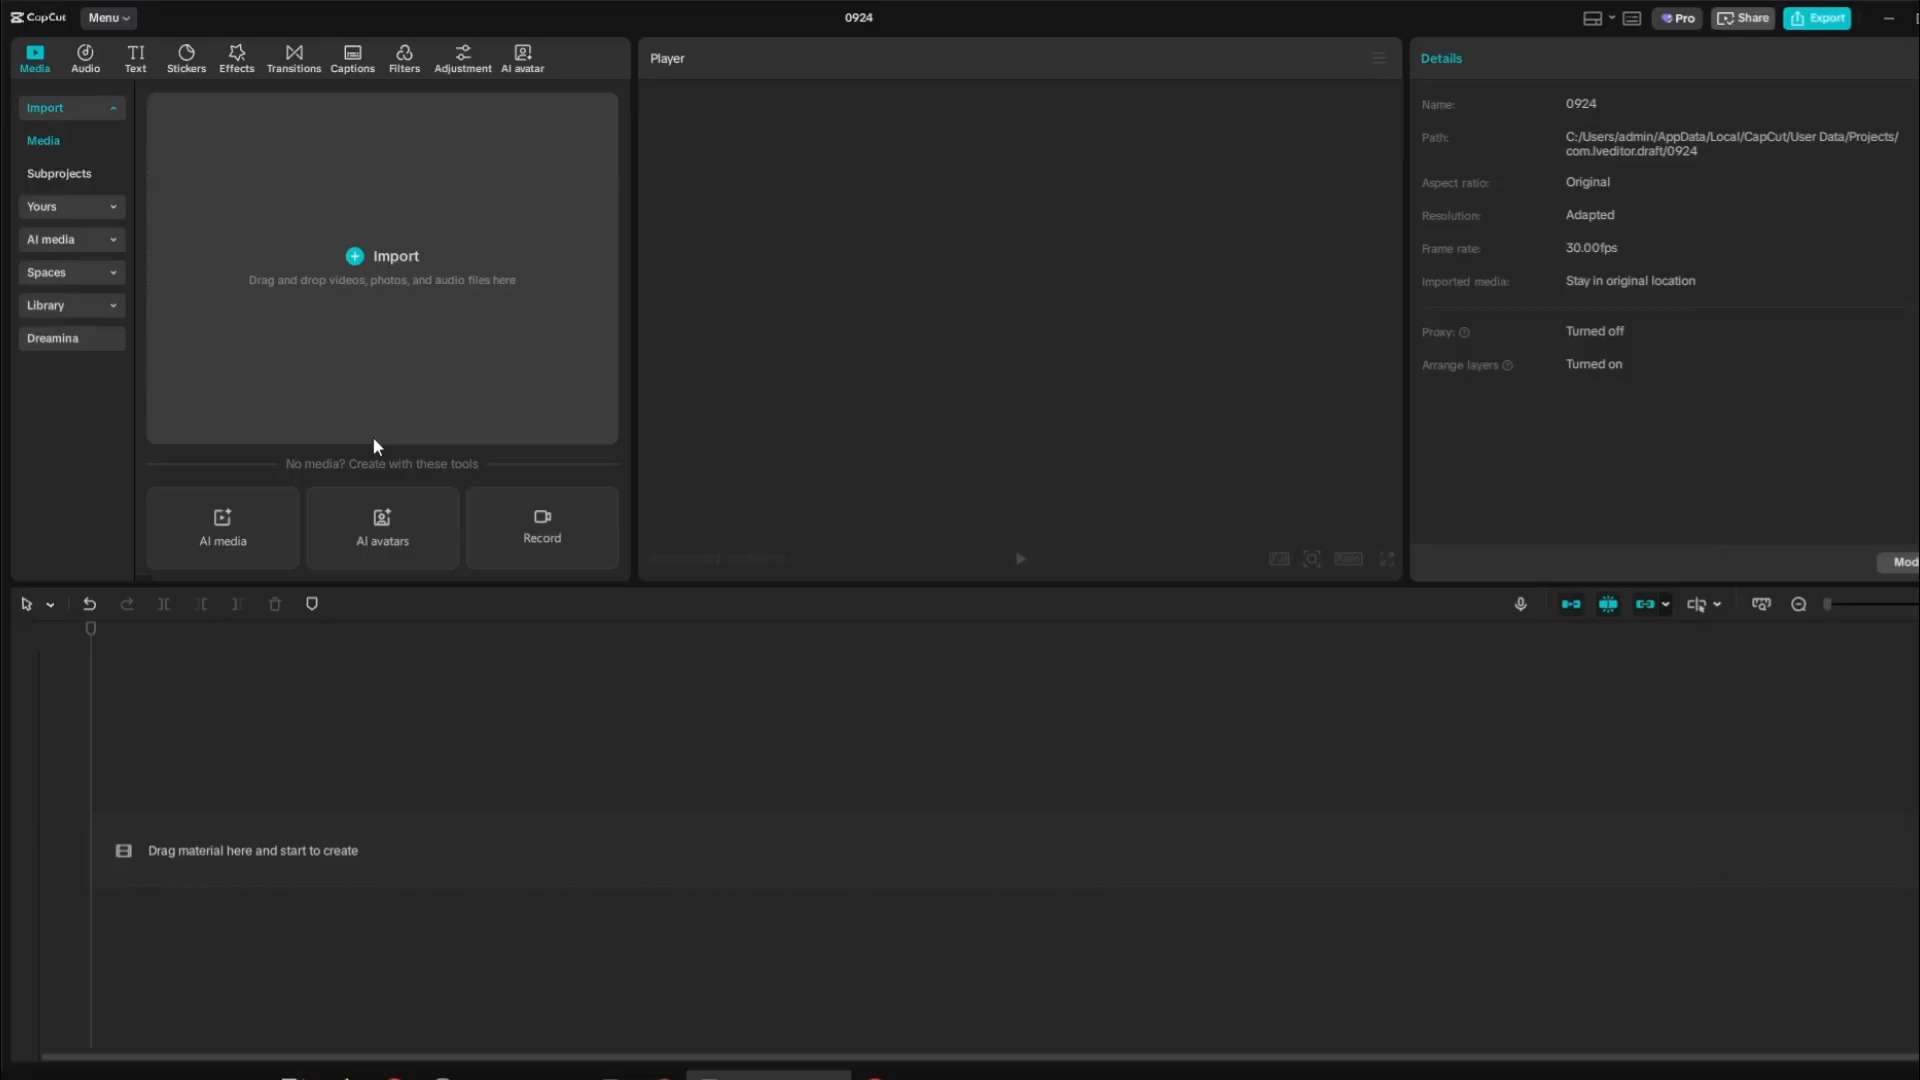 CapCut
Menu
0924
Pro
Share
Export
Media
Audio
Text
Stickers
Effects
Transitions
Captions
Filters
Adjustment
AI avatar
Import
Media
Subprojects
Yours
AI media
Spaces
Library
Dreamina
Import
Drag and drop videos, photos, and audio files here
No media? Create with these tools
AI media
AI avatars
Record
Player
Details
Name:
0924
Path:
C:/Users/admin/AppData/Local/CapCut/User Data/Projects/
com.lveditor.draft/0924
Aspect ratio:
Original
Resolution:
Adapted
Frame rate:
30.00fps
Imported media:
Stay in original location
Proxy:
Turned off
Arrange layers
Turned on
Mod
Drag material here and start to create